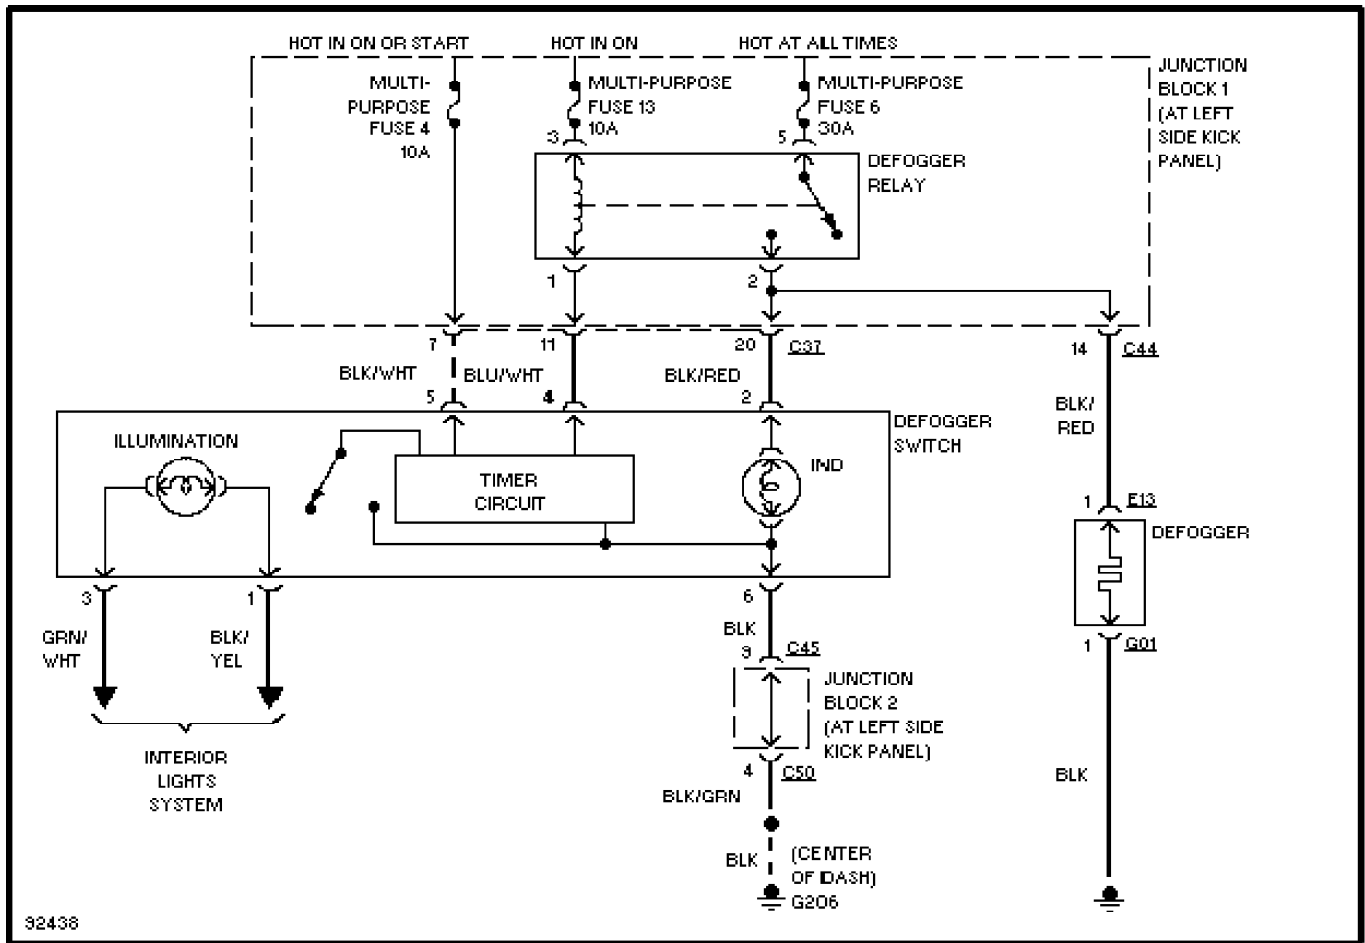 HOT IN ON OR START
HOT IN ON
HOT AT ALL TIMES
MULTI-
PURPOSE
FUSE 4
10A
MULTI-PURPOSE
FUSE 13
10A
MULTI-PURPOSE
FUSE 6
30A
JUNCTION
BLOCK 1
(AT LEFT
SIDE KICK
PANEL)
3
5
DEFOGGER
RELAY
1
2
7
11
20
C37
14
C44
BLK/WHT
BLU/WHT
BLK/RED
5
4
2
BLK/
RED
DEFOGGER
SWITCH
ILLUMINATION
TIMER
CIRCUIT
IND
1
E13
DEFOGGER
3
1
6
GRN/
WHT
BLK/
YEL
BLK
9
C45
1
G01
JUNCTION
BLOCK 2
(AT LEFT SIDE
KICK PANEL)
INTERIOR
LIGHTS
SYSTEM
4
C50
BLK/GRN
BLK
BLK
(CENTER
OF DASH)
G206
92438